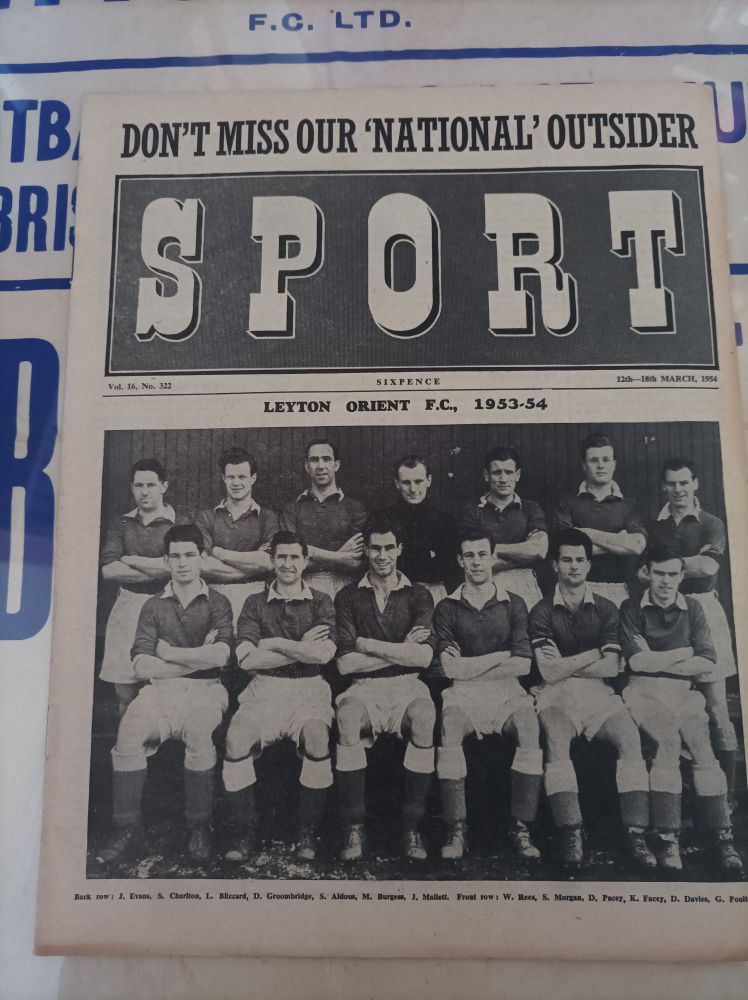 F.C. LTD.
DON'T MISS OUR 'NATIONAL' OUTSIDER
SPORT
Vol. 16, No. 322 SIXPENCE 12th—18th MARCH, 1954
LEYTON ORIENT F.C., 1953-54
Back row: J. Evans, S. Charlton, L. Blizzard, D. Groombridge, S. Aldous, M. Burgess, J. Mallett. Front row: W. Rees, S. Morgan, D. Pacey, K. Facey, D. Davies, G. Poult